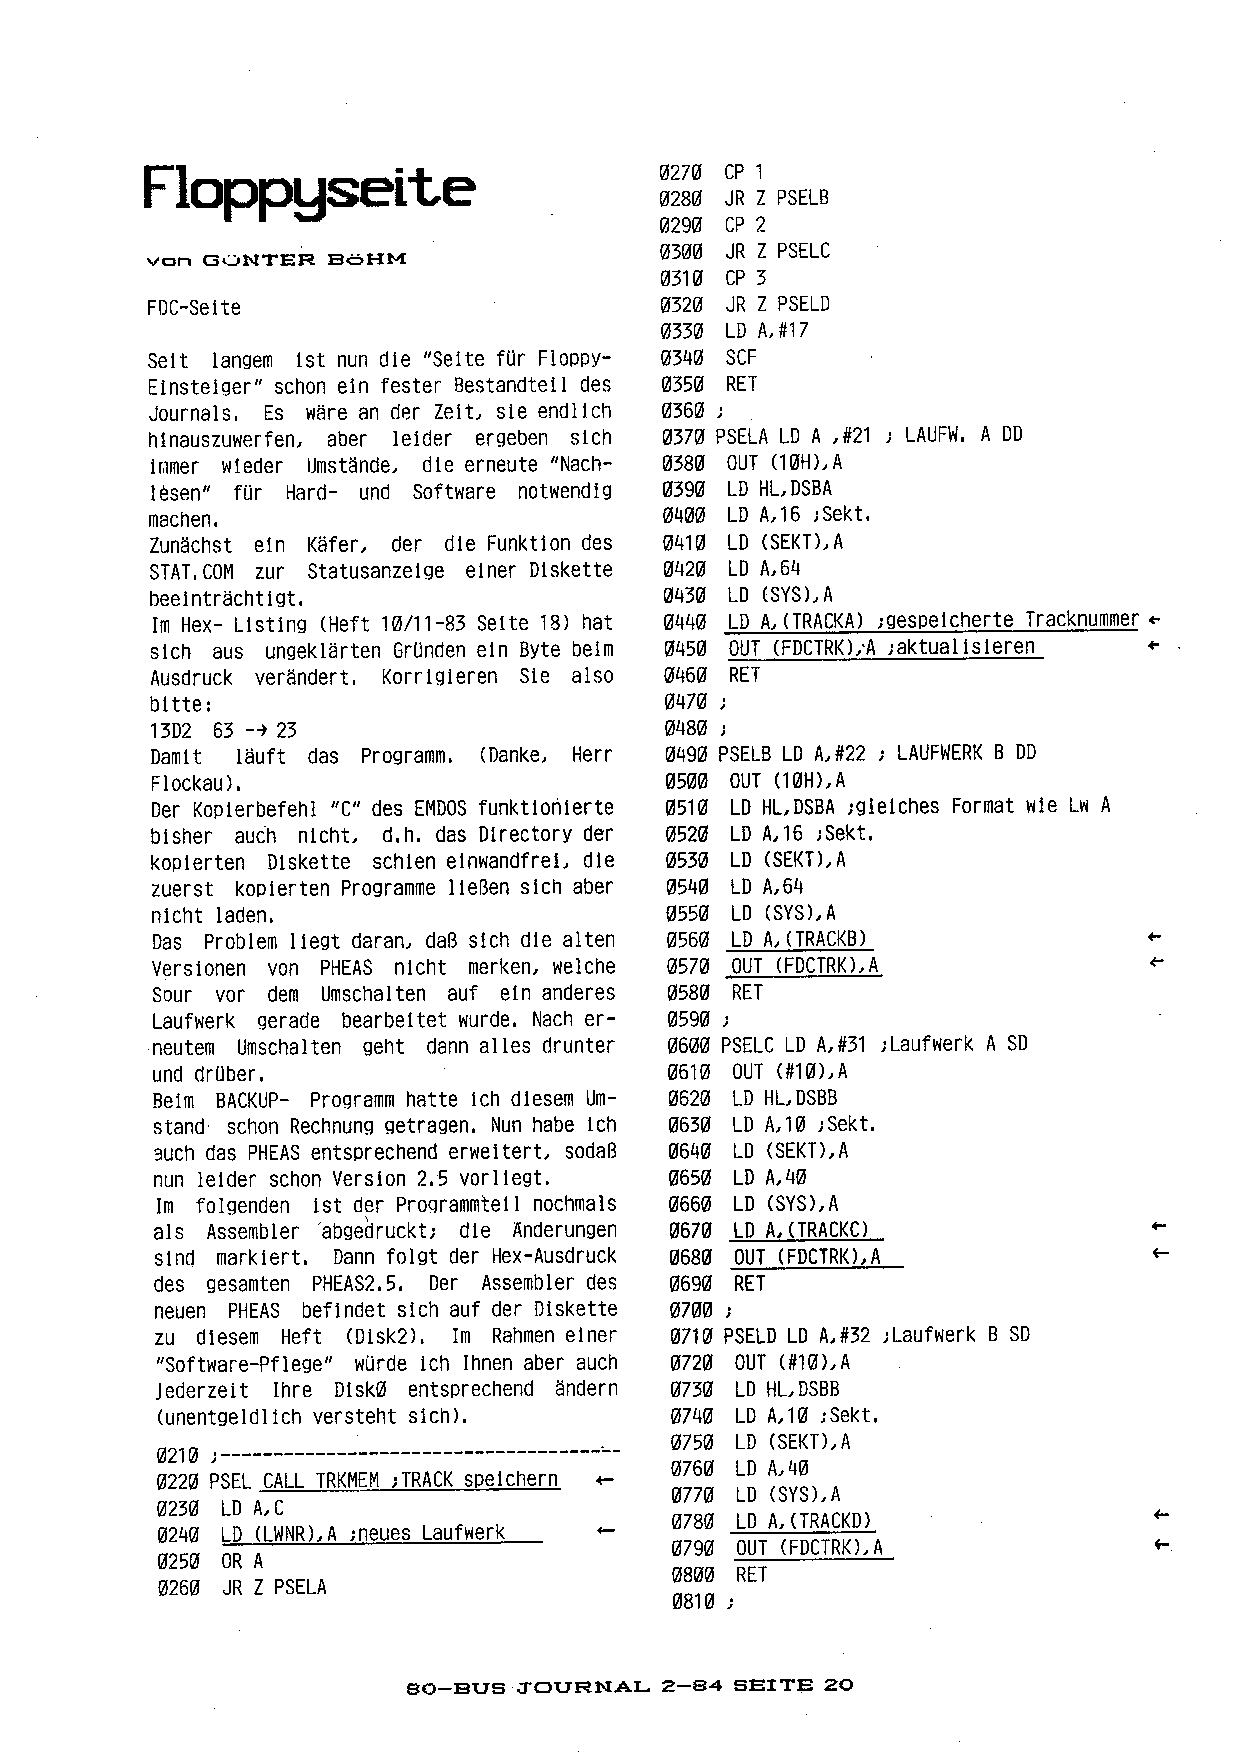 Floppyseite
von GÜNTER BöHM
FDC-Seite
Seit langem ist nun die "Seite für Floppy-
Einsteiger" schon ein fester Bestandteil des
Journals. Es wäre an der Zeit, sie endlich
hinauszuwerfen, aber leider ergeben sich
immer wieder Umstände, die erneute "Nach-
lesen" für Hard- und Software notwendig
machen.
Zunächst ein Käfer, der die Funktion des
STAT.COM zur Statusanzeige einer Diskette
beeinträchtigt.
Im Hex- Listing (Heft 10/11-83 Seite 18) hat
sich aus ungeklärten Gründen ein Byte beim
Ausdruck verändert. Korrigieren Sie also
bitte:
13D2 63 --> 23
Damit läuft das Programm. (Danke, Herr
Flockau).
Der Kopierbefehl "C" des EMDOS funktionierte
bisher auch nicht, d.h. das Directory der
kopierten Diskette schien einwandfrei, die
zuerst kopierten Programme ließen sich aber
nicht laden.
Das Problem liegt daran, daß sich die alten
Versionen von PHEAS nicht merken, welche
Sour vor dem Umschalten auf ein anderes
Laufwerk gerade bearbeitet wurde. Nach er-
neutem Umschalten geht dann alles drunter
und drüber.
Beim BACKUP- Programm hatte ich diesem Um-
stand schon Rechnung getragen. Nun habe ich
auch das PHEAS entsprechend erweitert, sodaß
nun leider schon Version 2.5 vorliegt.
Im folgenden ist der Programmteil nochmals
als Assembler abgedruckt; die Änderungen
sind markiert. Dann folgt der Hex-Ausdruck
des gesamten PHEAS2.5. Der Assembler des
neuen PHEAS befindet sich auf der Diskette
zu diesem Heft (Disk2). Im Rahmen einer
"Software-Pflege" würde ich Ihnen aber auch
jederzeit Ihre Disk0 entsprechend ändern
(unentgeldlich versteht sich).
0210 ;--------------------------------------
0220 PSEL CALL TRKMEM ;TRACK speichern ←
0230 LD A,C
0240 LD (LWNR),A ;neues Laufwerk ←
0250 OR A
0260 JR Z PSELA
0270 CP 1
0280 JR Z PSELB
0290 CP 2
0300 JR Z PSELC
0310 CP 3
0320 JR Z PSELD
0330 LD A,#17
0340 SCF
0350 RET
0360 ;
0370 PSELA LD A ,#21 ; LAUFW. A DD
0380 OUT (10H),A
0390 LD HL,DSBA
0400 LD A,16 ;Sekt.
0410 LD (SEKT),A
0420 LD A,64
0430 LD (SYS),A
0440 LD A,(TRACKA) ;gespeicherte Tracknummer ←
0450 OUT (FDCTRK),A ;aktualisieren ←
0460 RET
0470 ;
0480 ;
0490 PSELB LD A,#22 ; LAUFWERK B DD
0500 OUT (10H),A
0510 LD HL,DSBA ;gleiches Format wie Lw A
0520 LD A,16 ;Sekt.
0530 LD (SEKT),A
0540 LD A,64
0550 LD (SYS),A
0560 LD A,(TRACKB) ←
0570 OUT (FDCTRK),A ←
0580 RET
0590 ;
0600 PSELC LD A,#31 ;Laufwerk A SD
0610 OUT (#10),A
0620 LD HL,DSBB
0630 LD A,10 ;Sekt.
0640 LD (SEKT),A
0650 LD A,40
0660 LD (SYS),A
0670 LD A,(TRACKC) ←
0680 OUT (FDCTRK),A ←
0690 RET
0700 ;
0710 PSELD LD A,#32 ;Laufwerk B SD
0720 OUT (#10),A
0730 LD HL,DSBB
0740 LD A,10 ;Sekt.
0750 LD (SEKT),A
0760 LD A,40
0770 LD (SYS),A
0780 LD A,(TRACKD) ←
0790 OUT (FDCTRK),A ←
0800 RET
0810 ;
80-BUS JOURNAL 2-84 SEITE 20